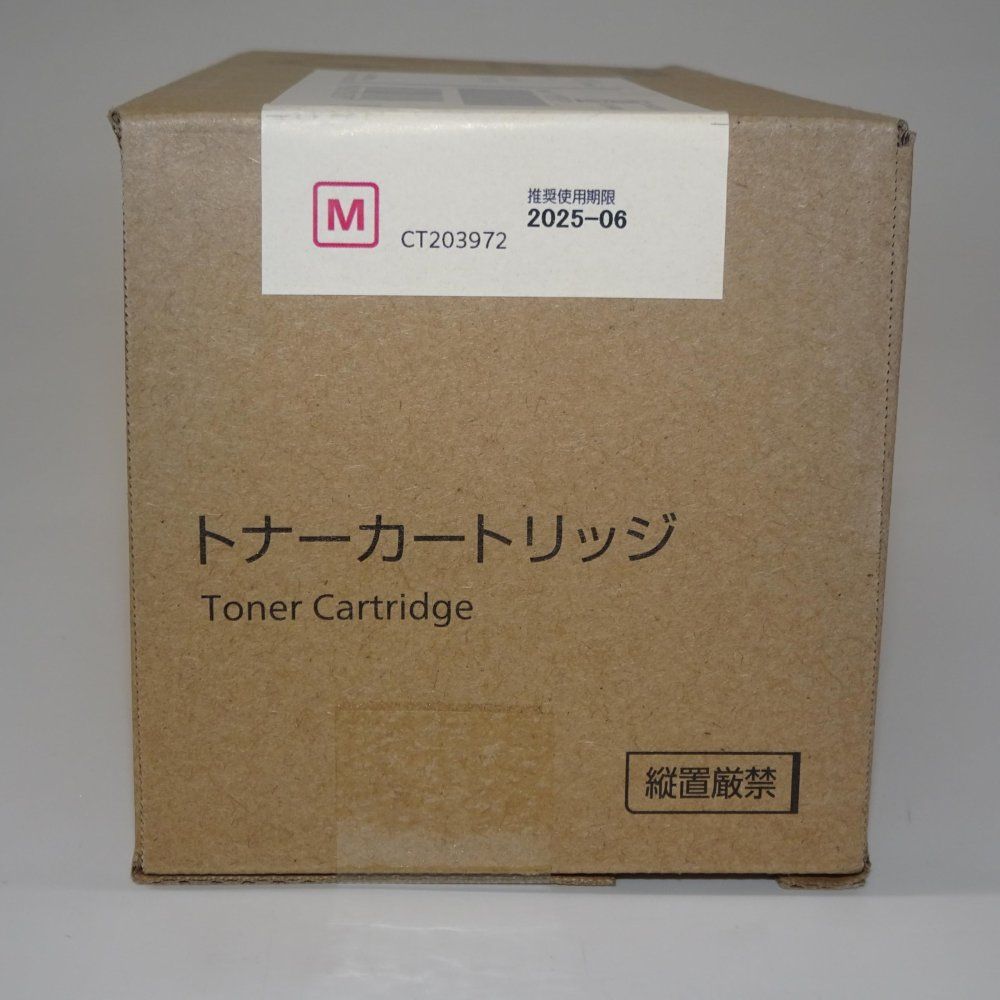 M
CT203972
推奨使用期限
2025-06
トナーカートリッジ
Toner Cartridge
縦置厳禁